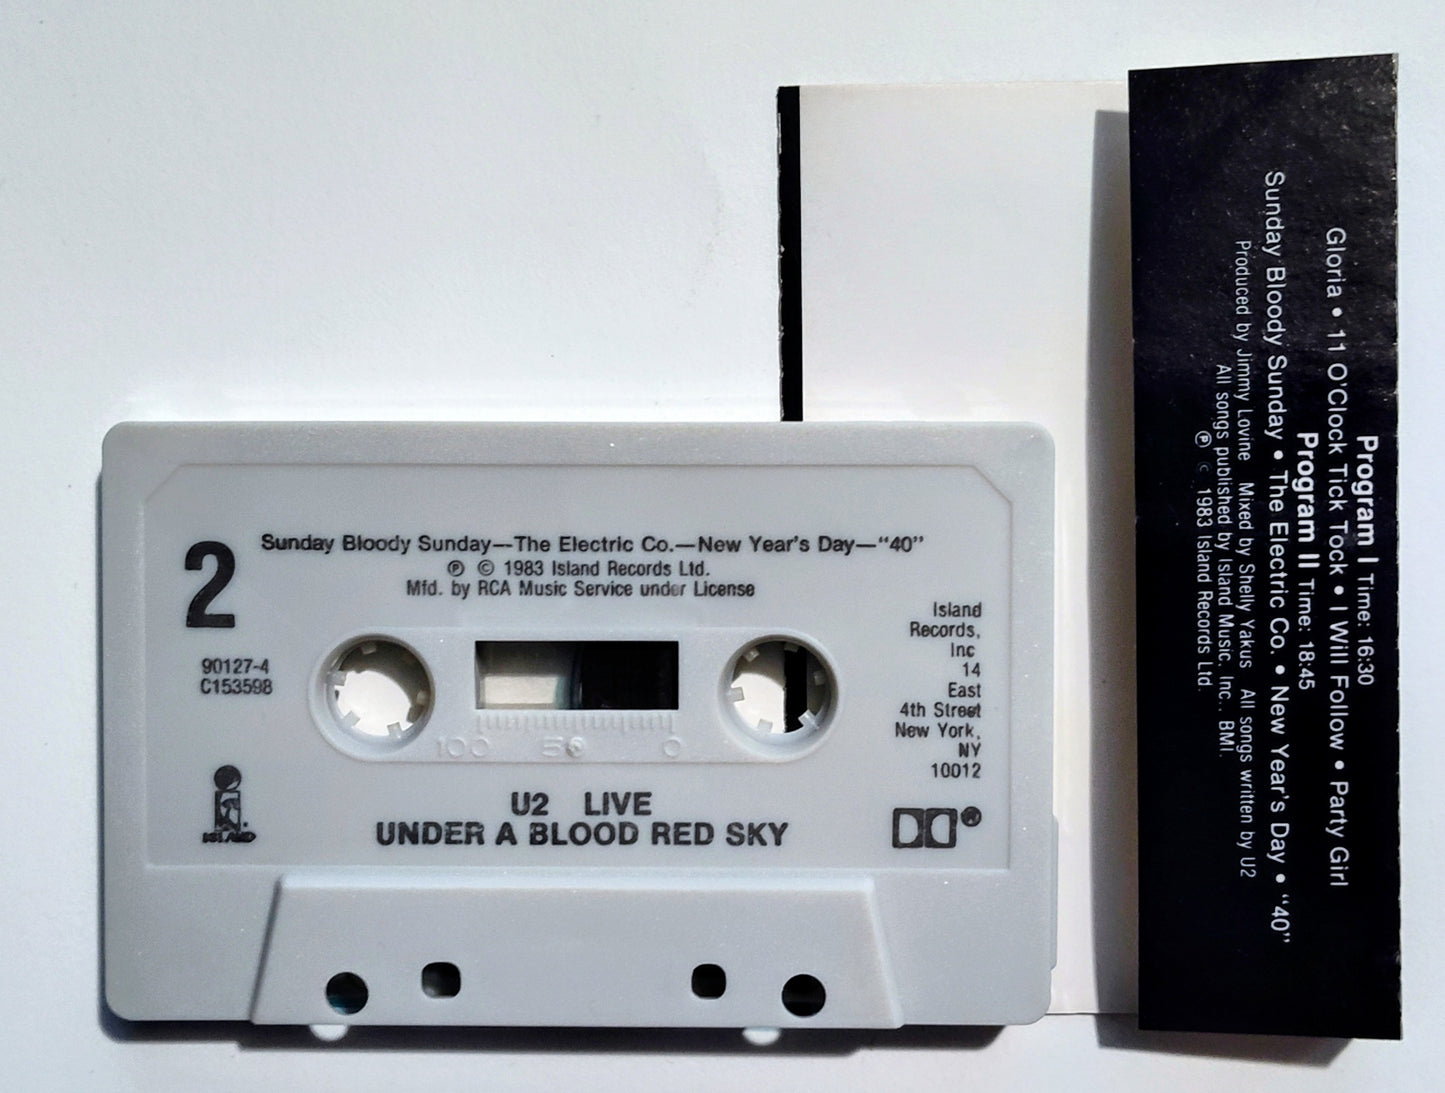 2
Sunday Bloody Sunday—The Electric Co.—New Year's Day—"40"
Ⓟ © 1983 Island Records Ltd.
Mfd. by RCA Music Service under License
90127-4
C153598
Island
Records,
Inc
14
East
4th Street
New York,
NY
10012
100 50 0
ISLAND
U2 LIVE
UNDER A BLOOD RED SKY
®
Program I Time: 16:30
Gloria • 11 O'Clock Tick Tock • I Will Follow • Party Girl
Program II Time: 18:45
Sunday Bloody Sunday • The Electric Co. • New Year's Day • "40"
Produced by Jimmy Lovine Mixed by Shelly Yakus All songs written by U2
All songs published by Island Music, Inc., BMI.
Ⓟ © 1983 Island Records Ltd.